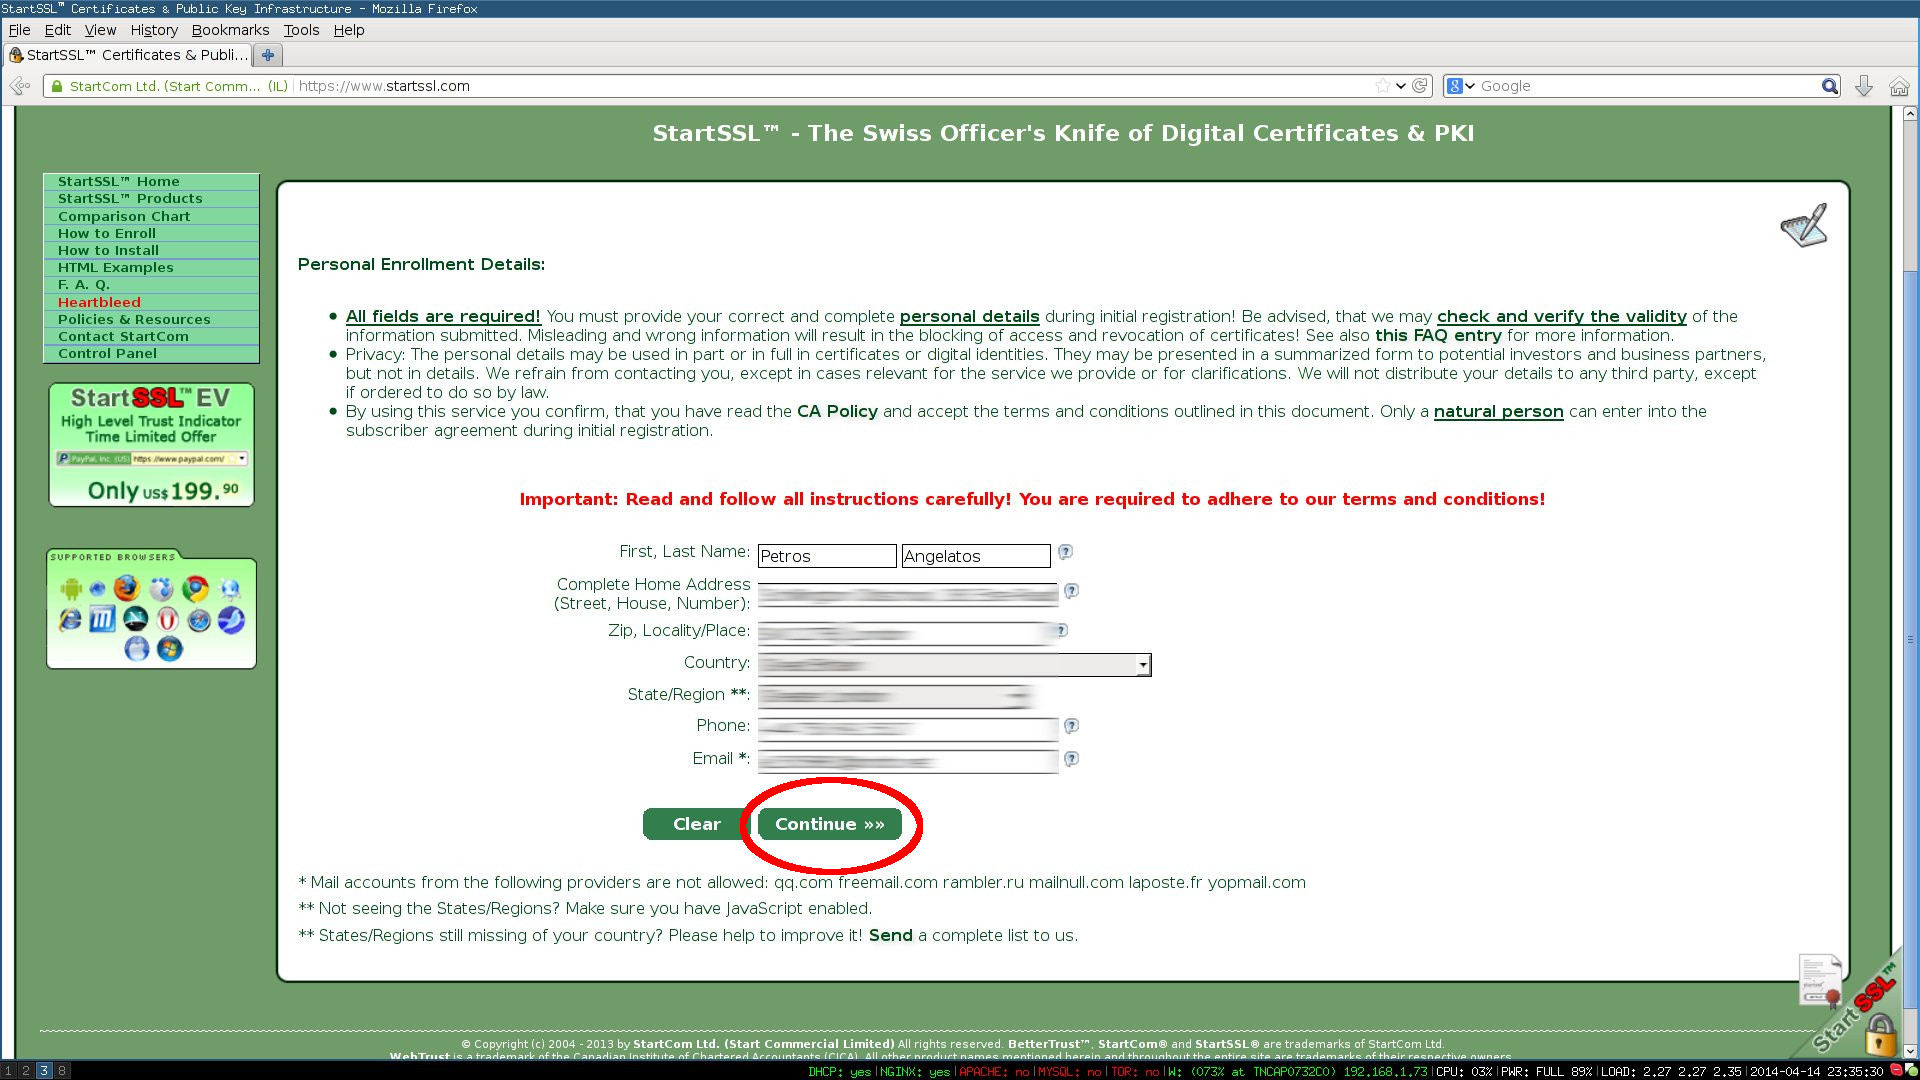 StartSSL™ Certificates & Public Key Infrastructure - Mozilla Firefox
File Edit View History Bookmarks Tools Help
StartSSL™ Certificates & Publi...
StartCom Ltd. (Start Comm... (IL) https://www.startssl.com
Google
StartSSL™ - The Swiss Officer's Knife of Digital Certificates & PKI
StartSSL™ Home
StartSSL™ Products
Comparison Chart
How to Enroll
How to Install
HTML Examples
F. A. Q.
Heartbleed
Policies & Resources
Contact StartCom
Control Panel
StartSSL™ EV
High Level Trust Indicator
Time Limited Offer
PayPal, Inc. (US) https://www.paypal.com/
Only US$ 199.90
SUPPORTED BROWSERS
Personal Enrollment Details:
• All fields are required! You must provide your correct and complete personal details during initial registration! Be advised, that we may check and verify the validity of the
information submitted. Misleading and wrong information will result in the blocking of access and revocation of certificates! See also this FAQ entry for more information.
• Privacy: The personal details may be used in part or in full in certificates or digital identities. They may be presented in a summarized form to potential investors and business partners,
but not in details. We refrain from contacting you, except in cases relevant for the service we provide or for clarifications. We will not distribute your details to any third party, except
if ordered to do so by law.
• By using this service you confirm, that you have read the CA Policy and accept the terms and conditions outlined in this document. Only a natural person can enter into the
subscriber agreement during initial registration.
Important: Read and follow all instructions carefully! You are required to adhere to our terms and conditions!
First, Last Name: Petros Angelatos
Complete Home Address
(Street, House, Number):
Zip, Locality/Place:
Country:
State/Region **:
Phone:
Email *:
Clear Continue »»
* Mail accounts from the following providers are not allowed: qq.com freemail.com rambler.ru mailnull.com laposte.fr yopmail.com
** Not seeing the States/Regions? Make sure you have JavaScript enabled.
** States/Regions still missing of your country? Please help to improve it! Send a complete list to us.
StartSSL™
© Copyright (c) 2004 - 2013 by StartCom Ltd. (Start Commercial Limited) All rights reserved. BetterTrust™, StartCom® and StartSSL® are trademarks of StartCom Ltd.
WebTrust is a trademark of the Canadian Institute of Chartered Accountants (CICA). All other product names mentioned herein and throughout the entire site are trademarks of their respective owners.
1 2 3 8
DHCP: yes|NGINX: yes|APACHE: no|MYSQL: no|TOR: no|W: (073% at TNCAP0732C0) 192.168.1.73|CPU: 03%|PWR: FULL 89%|LOAD: 2.27 2.27 2.35|2014-04-14 23:35:30